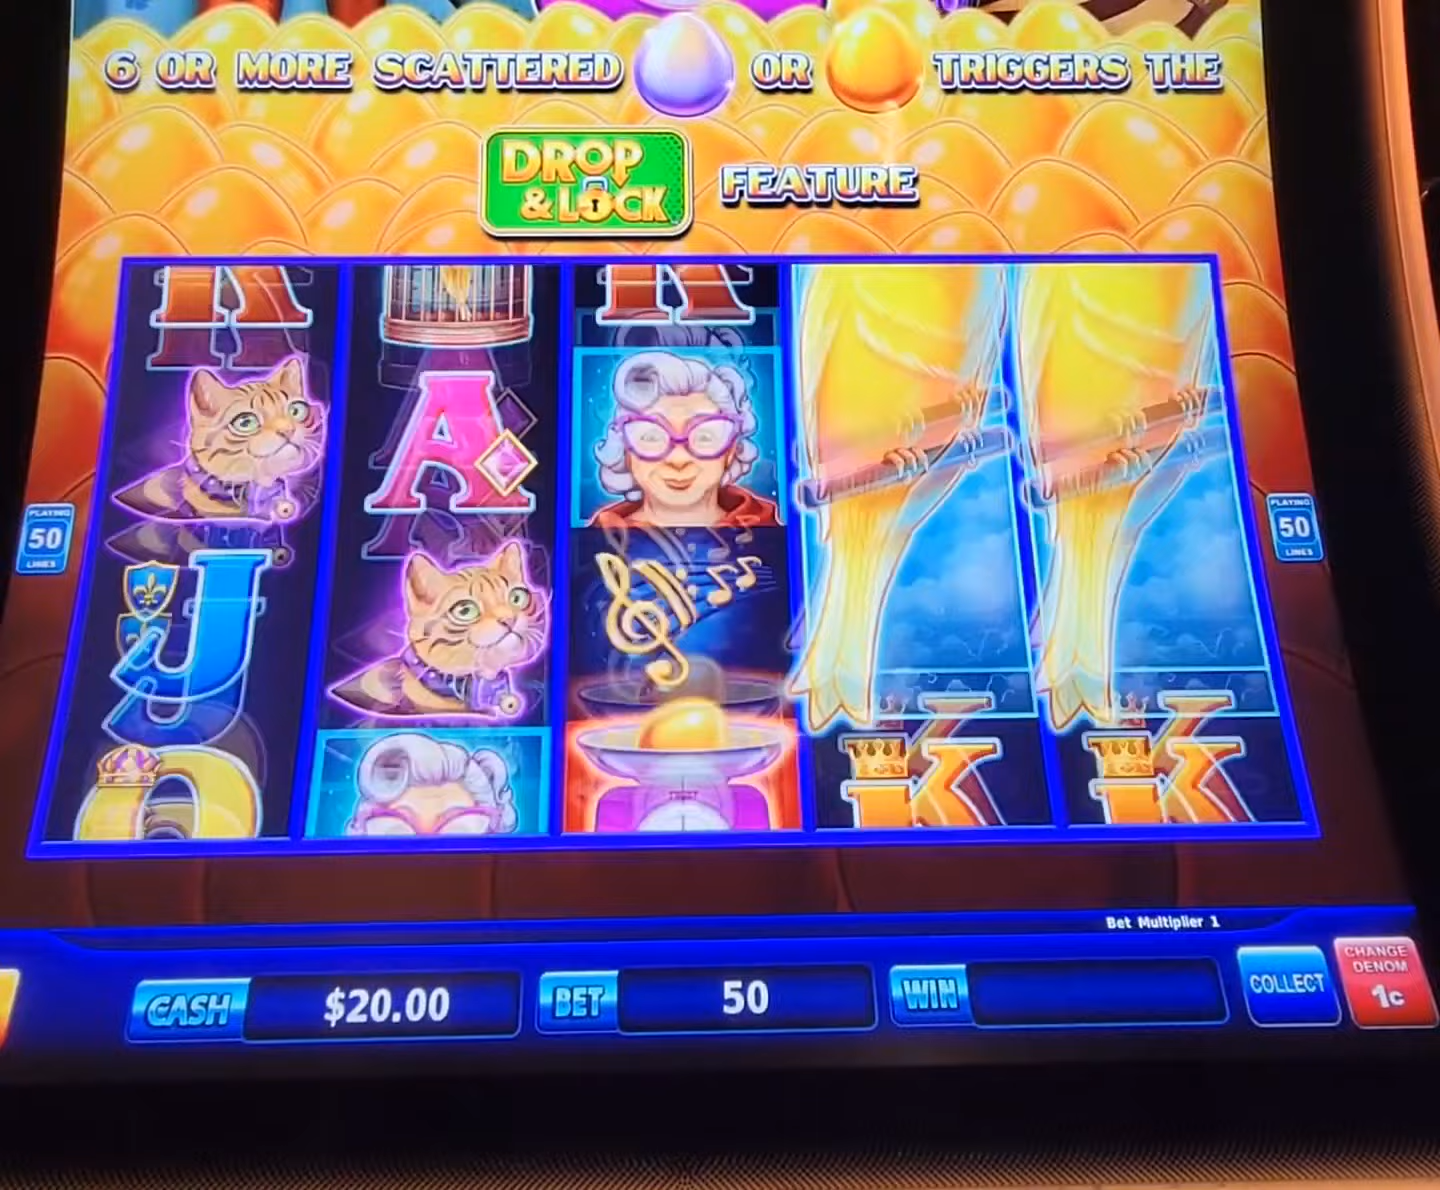 6 OR MORE SCATTERED OR TRIGGERS THE
DROP
& LOCK
FEATURE
K
K
A
PLAYING
50
LINES
PLAYING
50
LINES
J
Q
K
K
Bet Multiplier 1
CASH
$20.00
BET
50
WIN
COLLECT
CHANGE
DENOM
1c